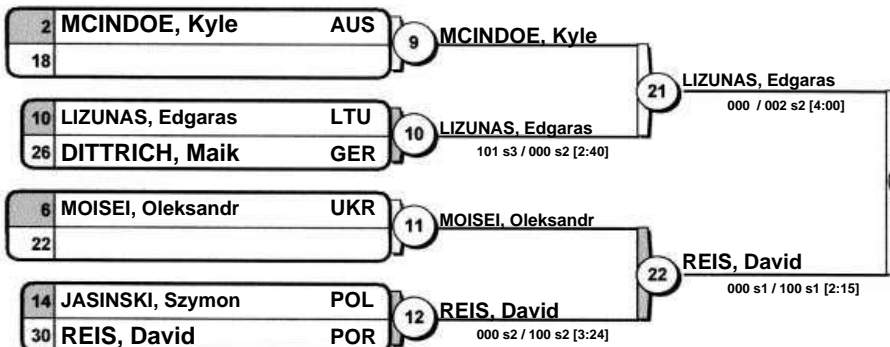 2 MCINDOE, Kyle AUS
18
9
MCINDOE, Kyle
10 LIZUNAS, Edgaras LTU
26 DITTRICH, Maik GER
10
LIZUNAS, Edgaras
101 s3 / 000 s2 [2:40]
21
LIZUNAS, Edgaras
000 / 002 s2 [4:00]
6 MOISEI, Oleksandr UKR
22
11
MOISEI, Oleksandr
14 JASINSKI, Szymon POL
30 REIS, David POR
12
REIS, David
000 s2 / 100 s2 [3:24]
22
REIS, David
000 s1 / 100 s1 [2:15]